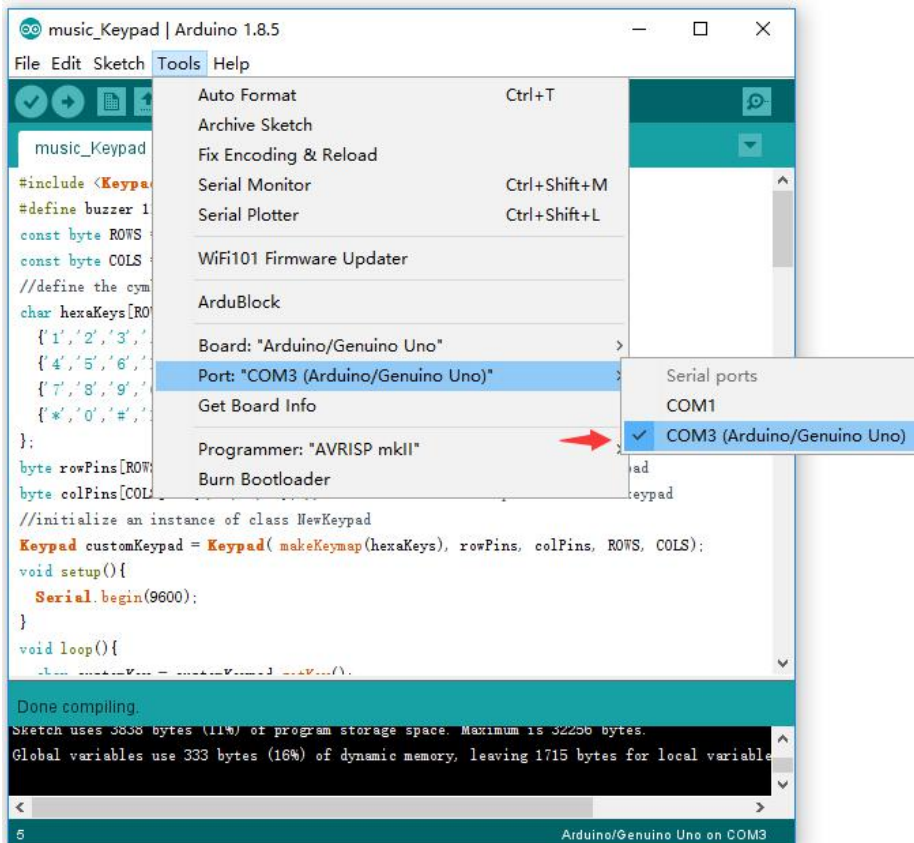 music_Keypad | Arduino 1.8.5
File Edit Sketch Tools Help
music_Keypad
Auto Format Ctrl+T
Archive Sketch
Fix Encoding & Reload
Serial Monitor Ctrl+Shift+M
Serial Plotter Ctrl+Shift+L
WiFi101 Firmware Updater
ArduBlock
Board: "Arduino/Genuino Uno"
Port: "COM3 (Arduino/Genuino Uno)"
Get Board Info
Programmer: "AVRISP mkII"
Burn Bootloader
Serial ports
COM1
COM3 (Arduino/Genuino Uno)
#include <Keypa
#define buzzer 1
const byte ROWS
const byte COLS
//define the cym
char hexaKeys[RO
{'1','2','3','
{'4','5','6','
{'7','8','9','
{'*','0','#','
};
byte rowPins[ROW
byte colPins[COL eypad
//initialize an instance of class NewKeypad
Keypad customKeypad = Keypad( makeKeymap(hexaKeys), rowPins, colPins, ROWS, COLS);
void setup(){
Serial.begin(9600);
}
void loop(){
Done compiling.
Sketch uses 3838 bytes (11%) of program storage space. Maximum is 32256 bytes.
Global variables use 333 bytes (16%) of dynamic memory, leaving 1715 bytes for local variable
5 Arduino/Genuino Uno on COM3